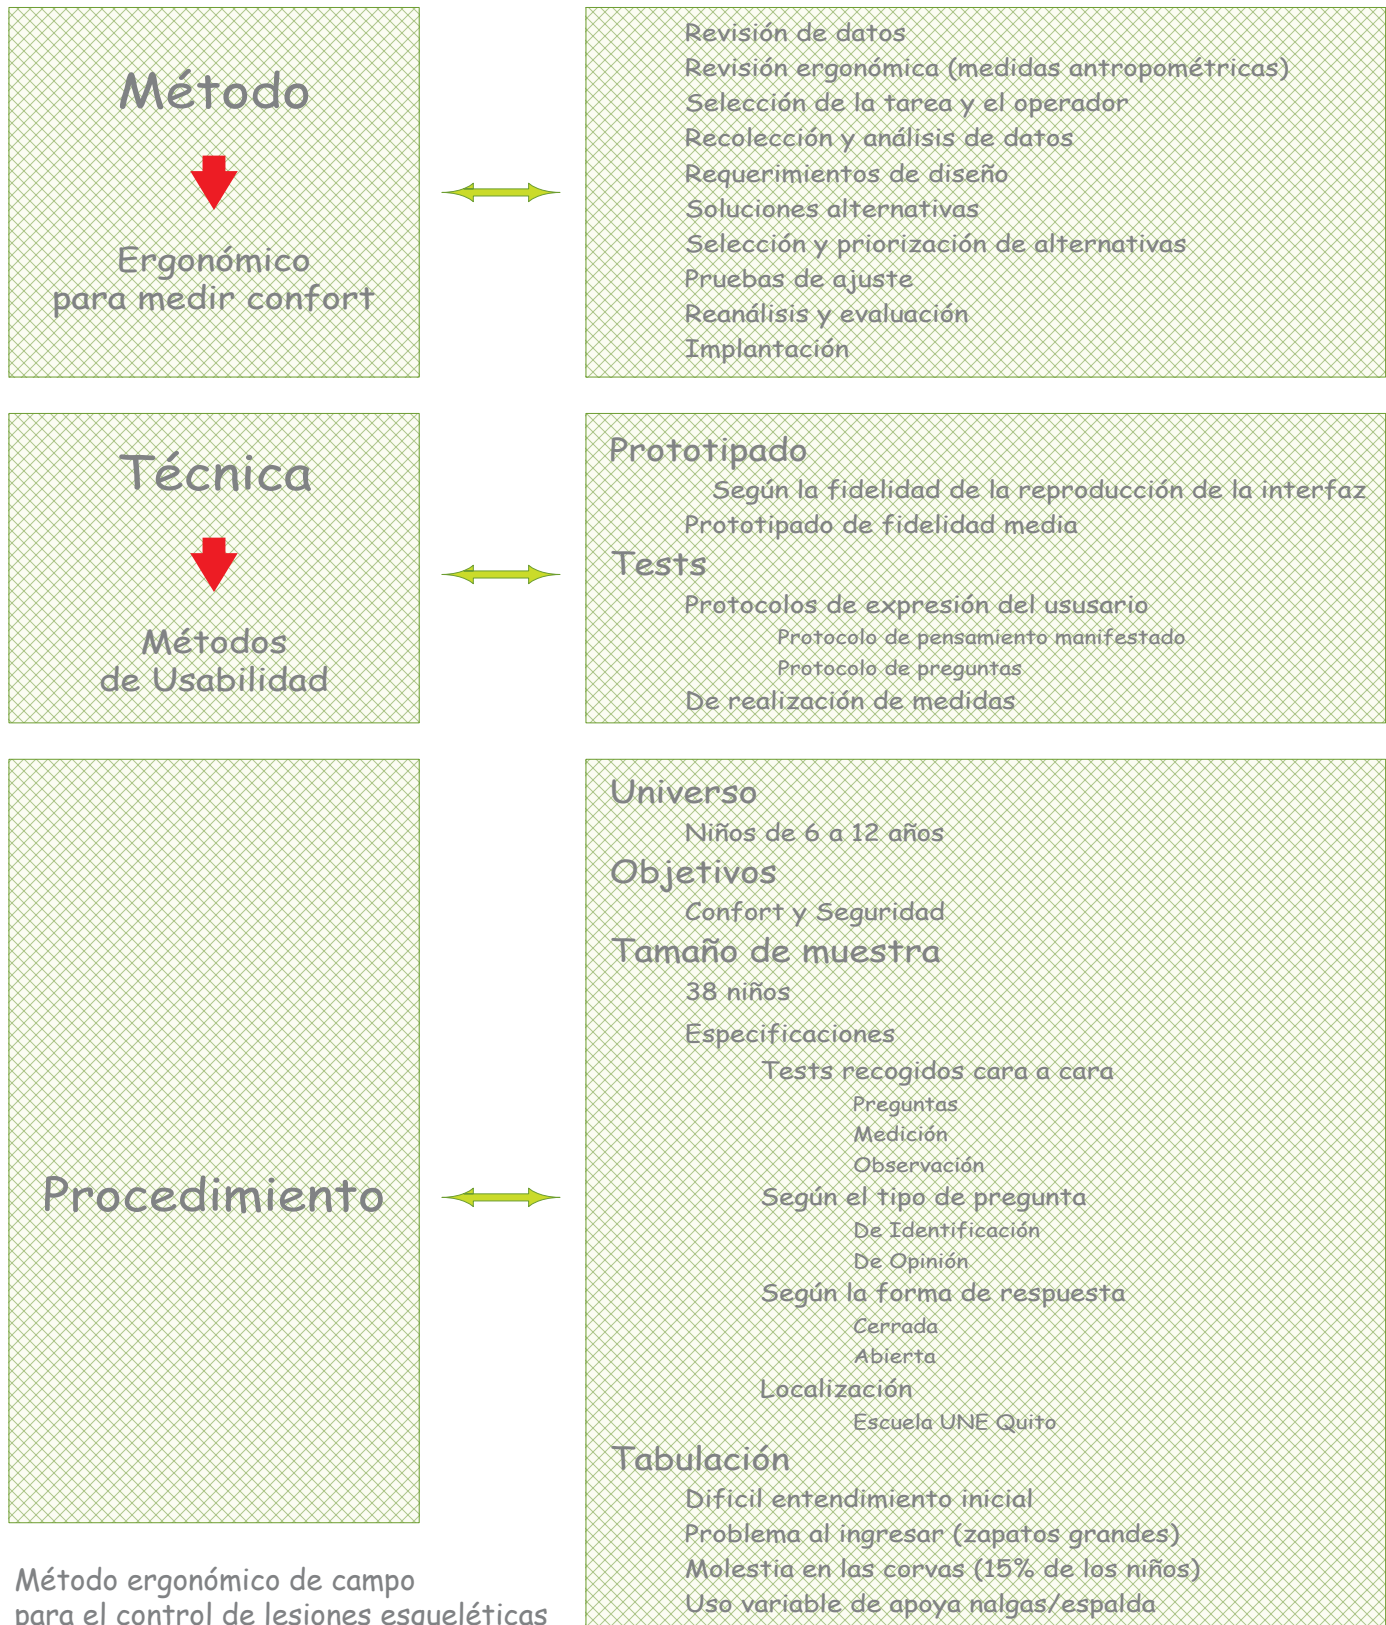 Método
Ergonómico
para medir confort
Revisión de datos
Revisión ergonómica (medidas antropométricas)
Selección de la tarea y el operador
Recolección y análisis de datos
Requerimientos de diseño
Soluciones alternativas
Selección y priorización de alternativas
Pruebas de ajuste
Reanálisis y evaluación
Implantación
Técnica
Métodos
de Usabilidad
Prototipado
Según la fidelidad de la reproducción de la interfaz
Prototipado de fidelidad media
Tests
Protocolos de expresión del ususario
Protocolo de pensamiento manifestado
Protocolo de preguntas
De realización de medidas
Procedimiento
Universo
Niños de 6 a 12 años
Objetivos
Confort y Seguridad
Tamaño de muestra
38 niños
Especificaciones
Tests recogidos cara a cara
Preguntas
Medición
Observación
Según el tipo de pregunta
De Identificación
De Opinión
Según la forma de respuesta
Cerrada
Abierta
Localización
Escuela UNE Quito
Tabulación
Dificil entendimiento inicial
Problema al ingresar (zapatos grandes)
Molestia en las corvas (15% de los niños)
Uso variable de apoya nalgas/espalda
Método ergonómico de campo
para el control de lesiones esqueléticas